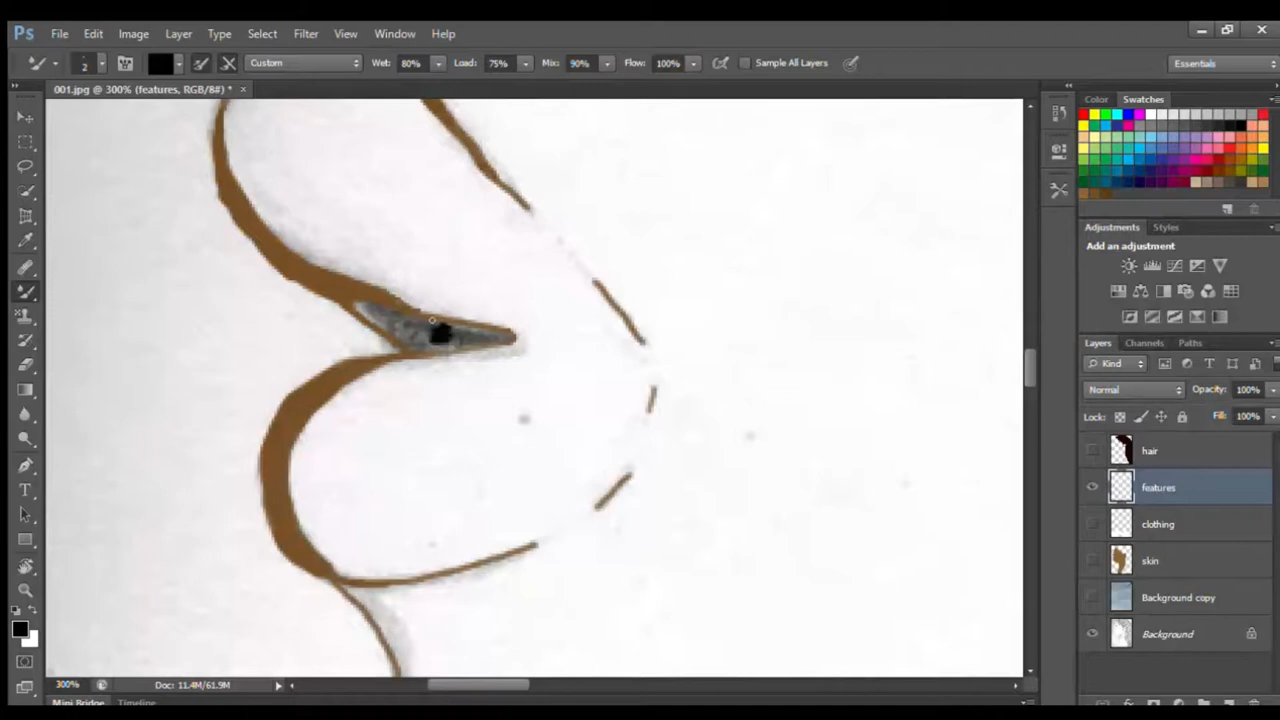 Ps File Edit Image Layer Type Select Filter View Window Help
2 Custom Wet: 80% Load: 75% Mix: 90% Flow: 100% Sample All Layers Essentials
001.jpg @ 300% (features, RGB/8#) * ×
Color Swatches
Adjustments Styles
Add an adjustment
Layers Channels Paths
Kind
Normal Opacity: 100%
Lock: Fill: 100%
hair
features
clothing
skin
Background copy
Background
300% Doc: 11.4M/61.9M
Mini Bridge Timeline